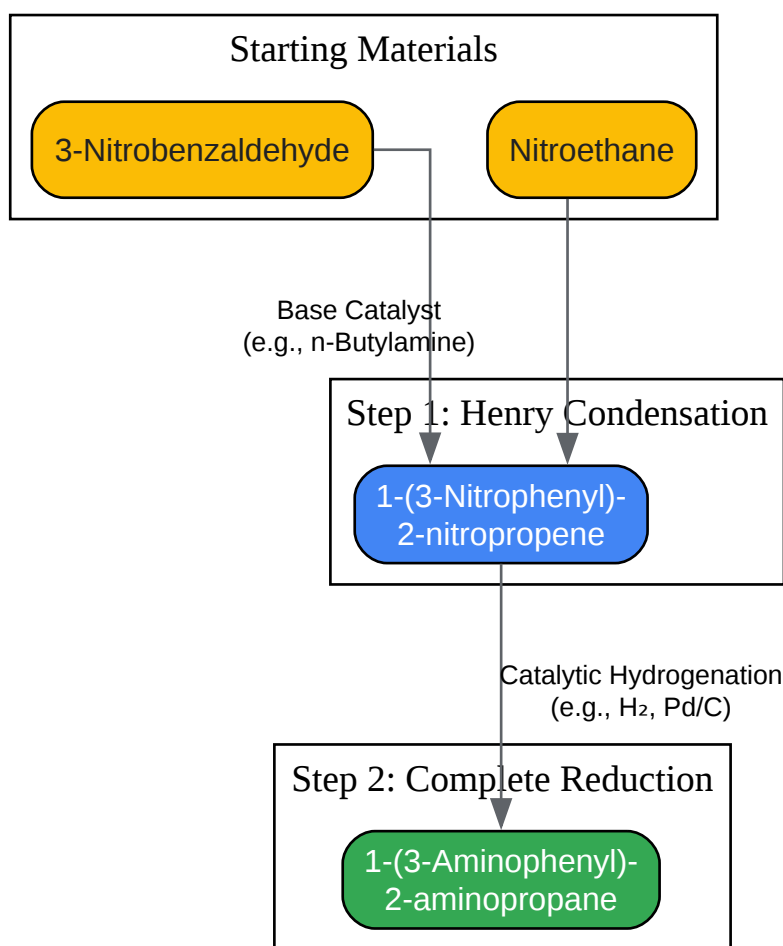 Starting Materials
3-Nitrobenzaldehyde
Nitroethane
Base Catalyst
(e.g., n-Butylamine)
Step 1: Henry Condensation
1-(3-Nitrophenyl)-
2-nitropropene
Catalytic Hydrogenation
(e.g., H₂, Pd/C)
Step 2: Complete Reduction
1-(3-Aminophenyl)-
2-aminopropane